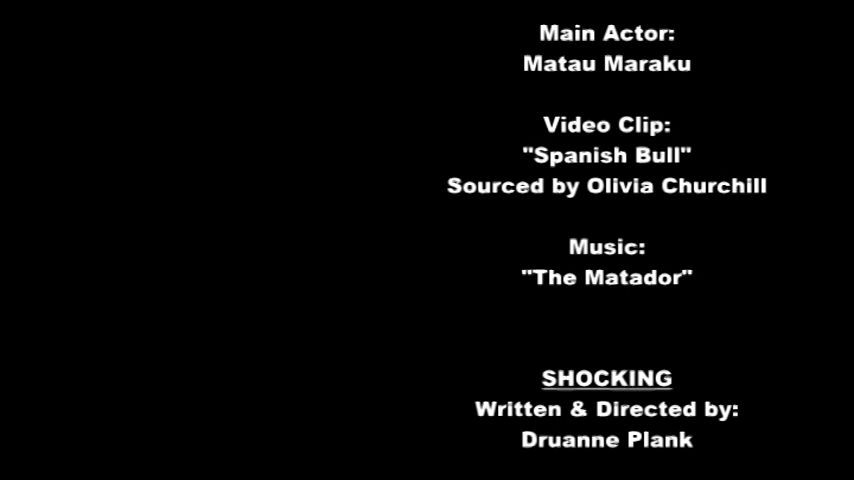 Main Actor:
Matau Maraku
Video Clip:
"Spanish Bull"
Sourced by Olivia Churchill
Music:
"The Matador"
SHOCKING
Written & Directed by:
Druanne Plank